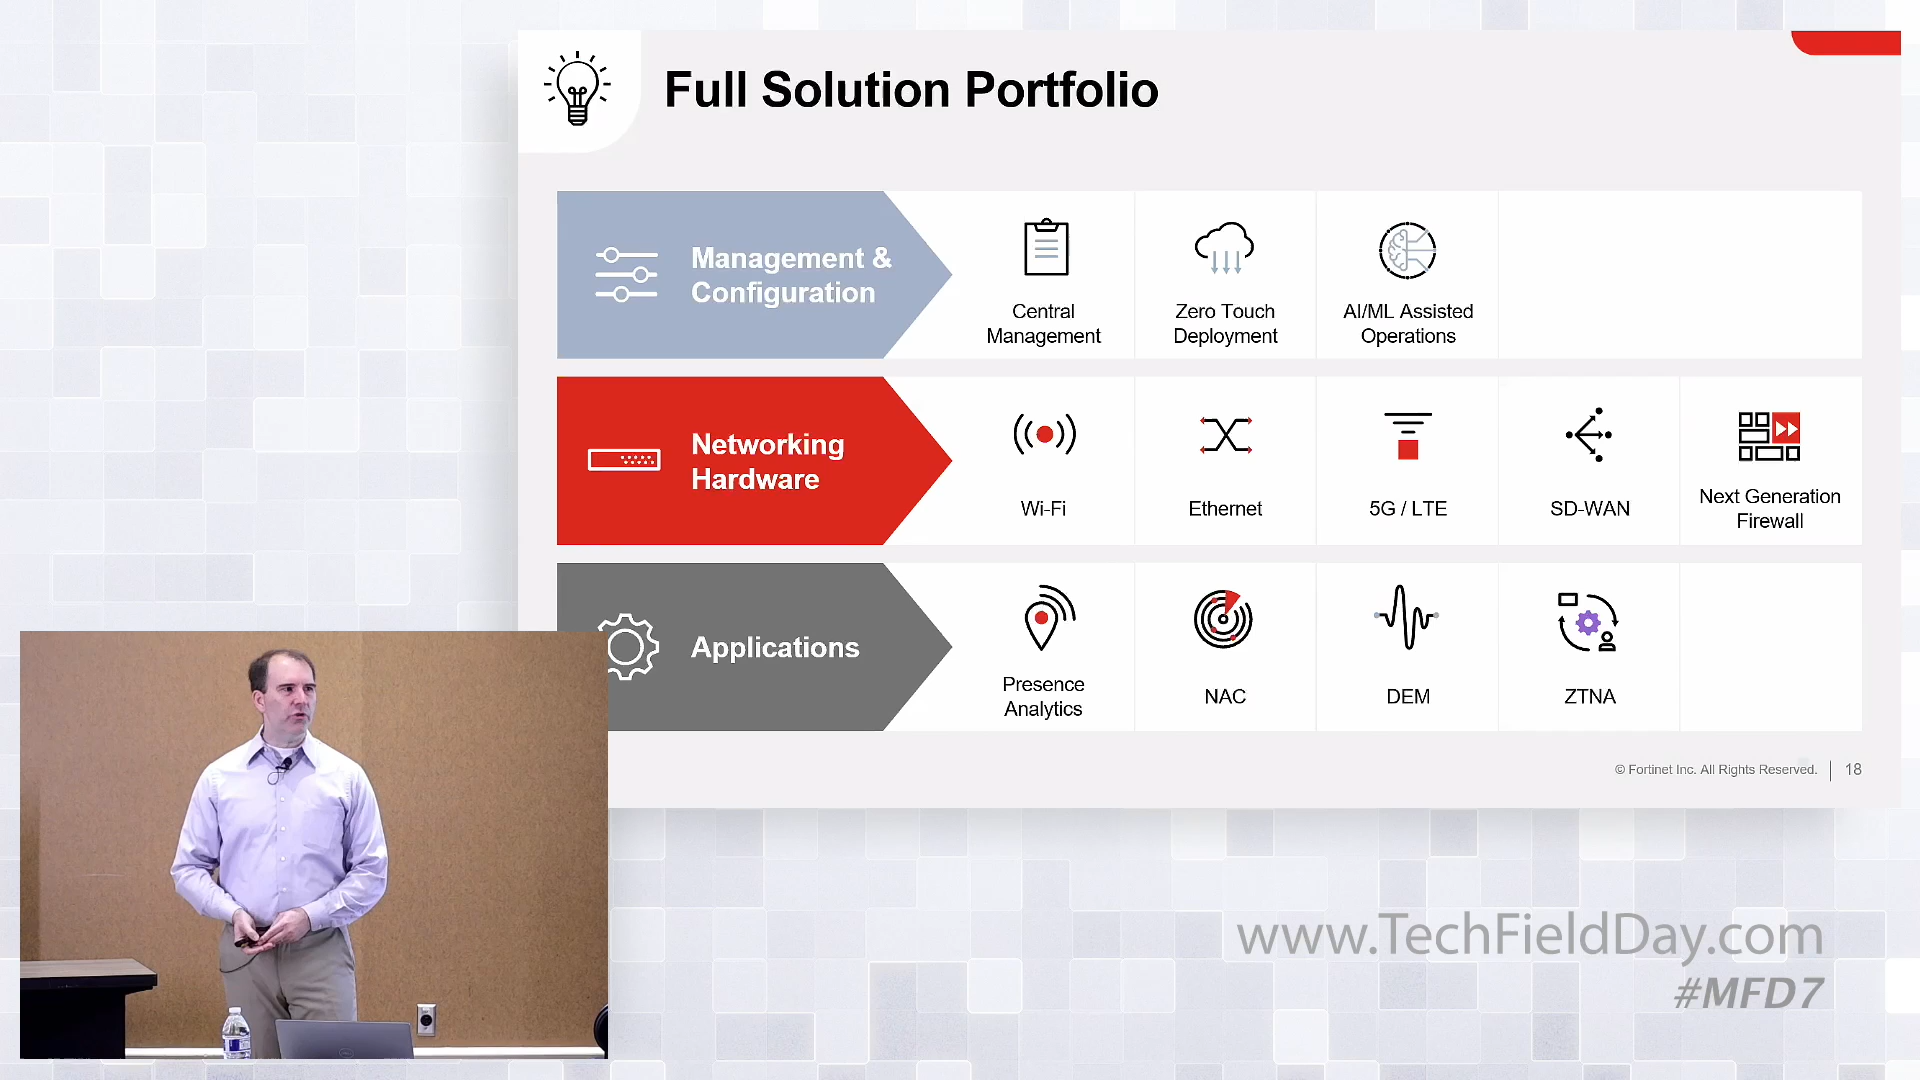 Full Solution Portfolio
Management &
Configuration
Central
Management
Zero Touch
Deployment
AI/ML Assisted
Operations
Networking
Hardware
Wi-Fi
Ethernet
5G / LTE
SD-WAN
Next Generation
Firewall
Applications
Presence
Analytics
NAC
DEM
ZTNA
© Fortinet Inc. All Rights Reserved.
18
www.TechFieldDay.com
#MFD7